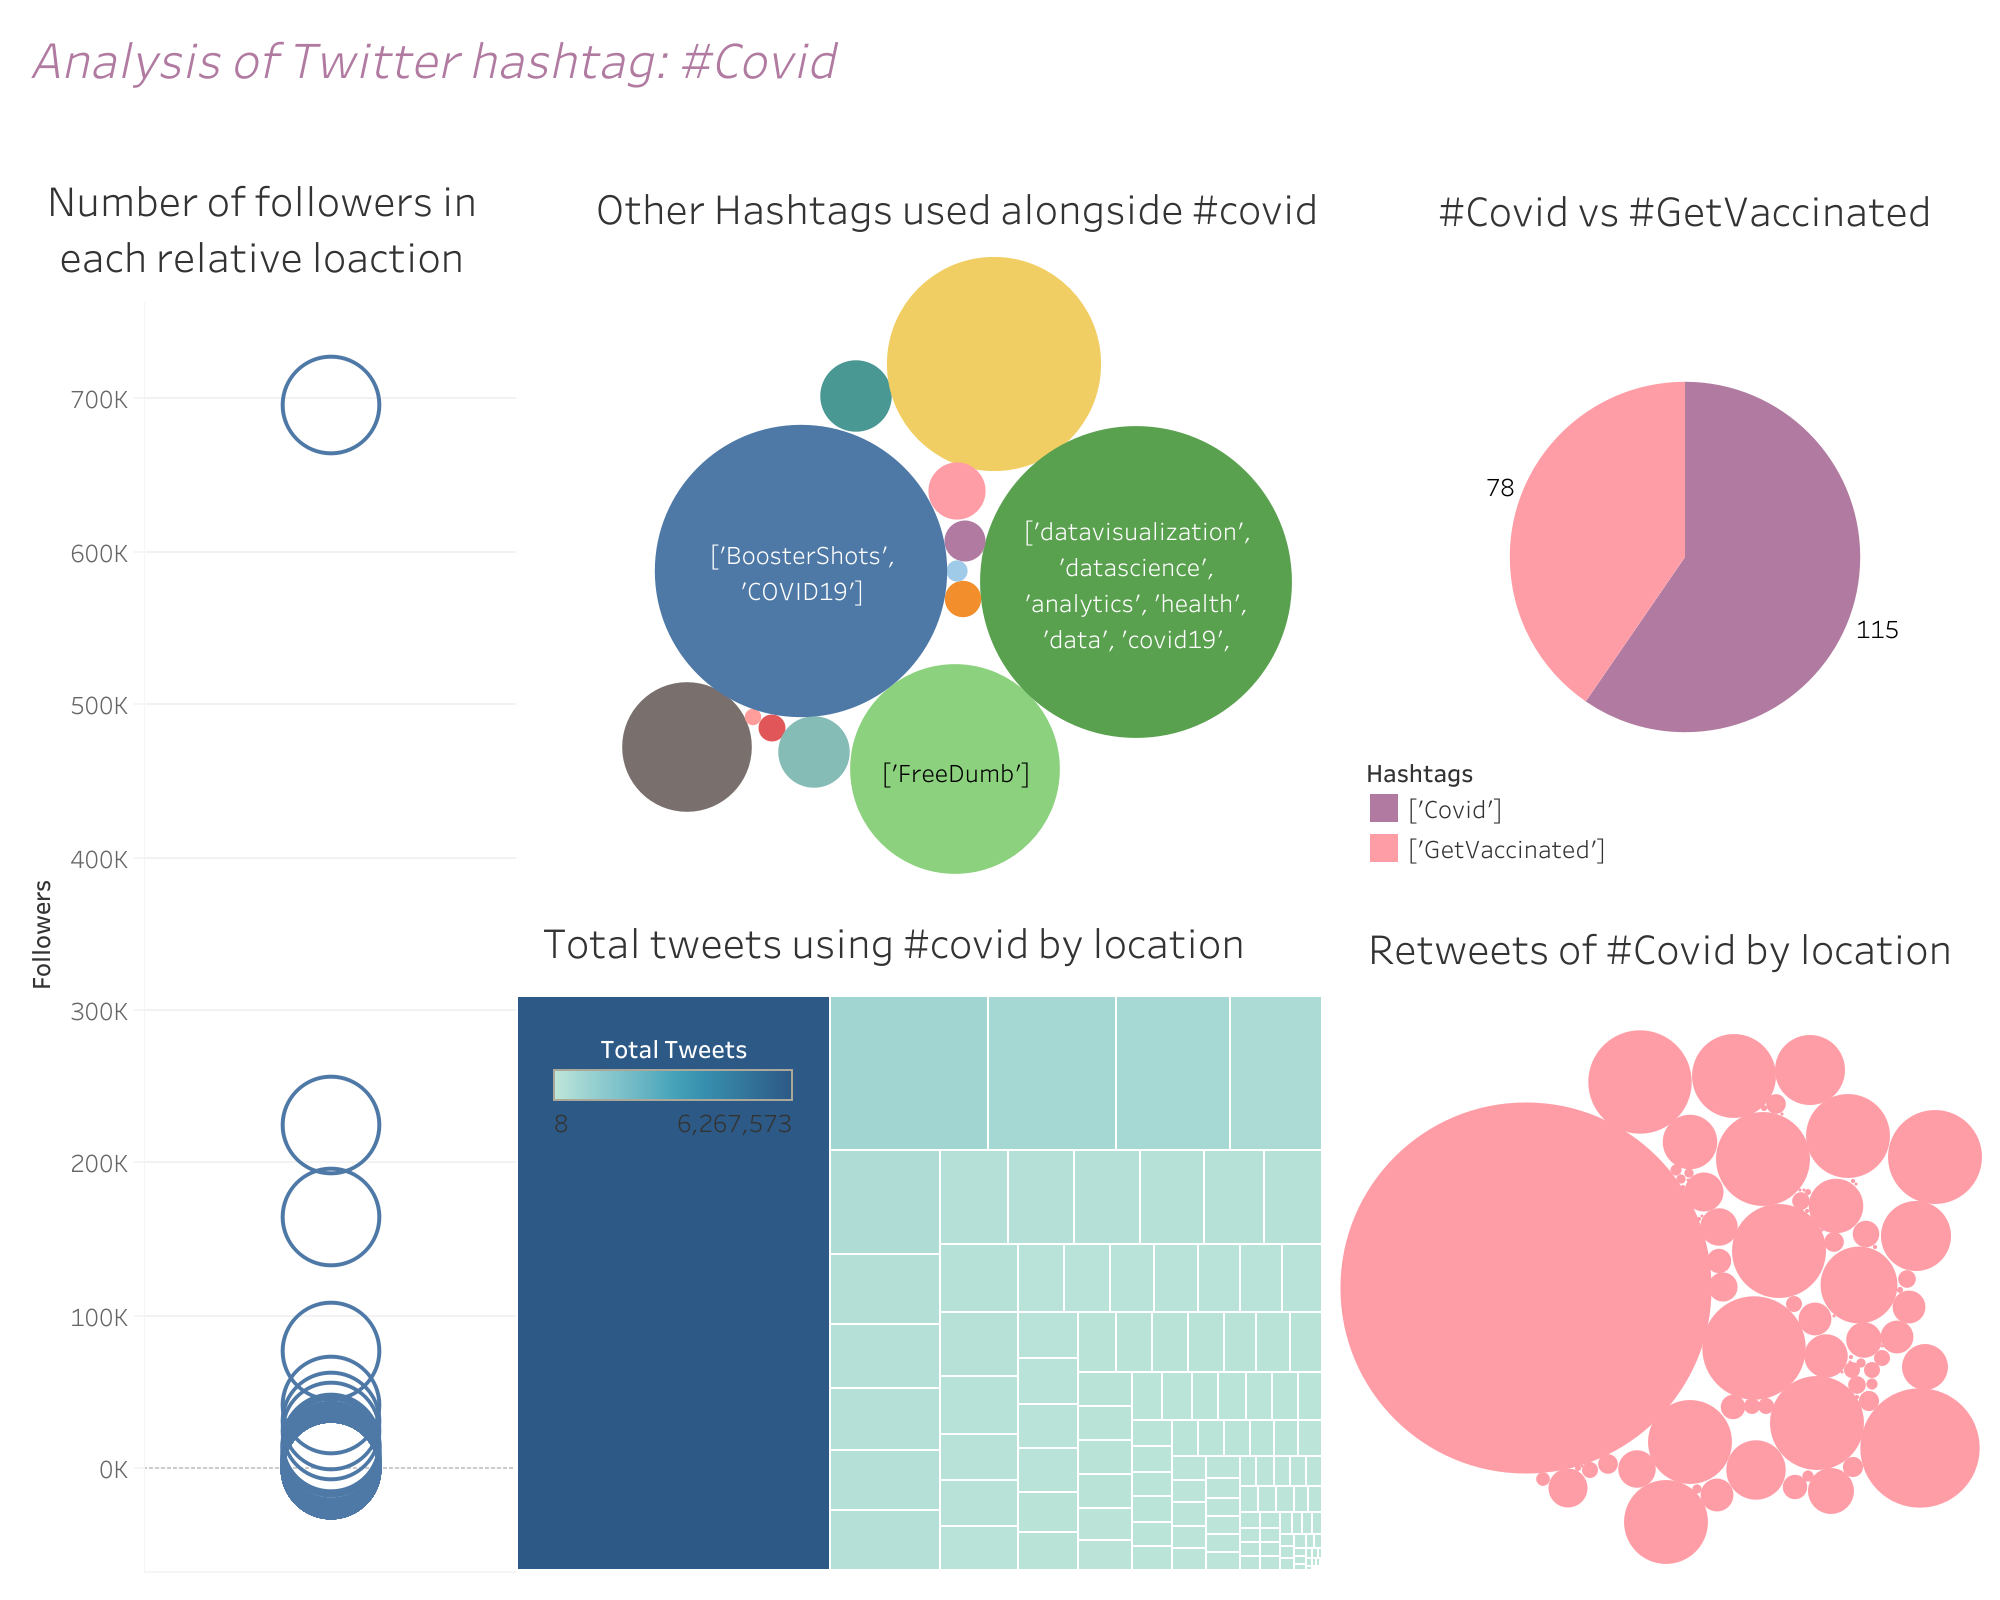 Analysis of Twitter hashtag: #Covid
Number of followers in
each relative loaction
Followers
700K
600K
500K
400K
300K
200K
100K
0K
Other Hashtags used alongside #covid
['BoosterShots',
'COVID19']
['datavisualization',
'datascience',
'analytics', 'health',
'data', 'covid19',
['FreeDumb']
#Covid vs #GetVaccinated
78
115
Hashtags
['Covid']
['GetVaccinated']
Total tweets using #covid by location
Total Tweets
8 6,267,573
Retweets of #Covid by location